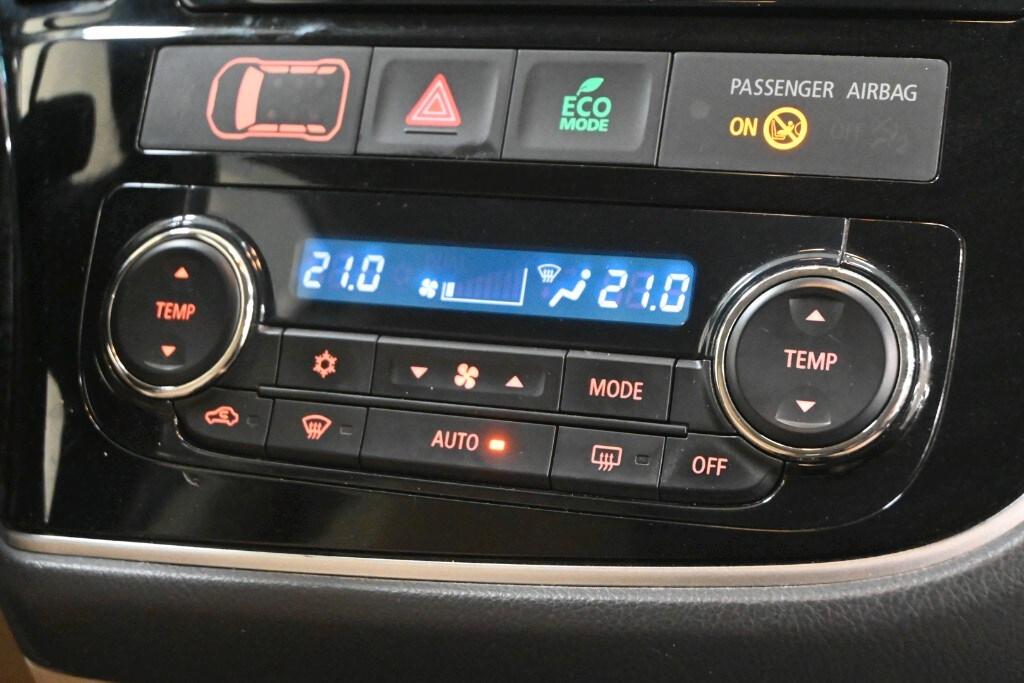 ECO
MODE
PASSENGER AIRBAG
ON OFF
21.0 21.0
TEMP
TEMP
MODE
AUTO
OFF